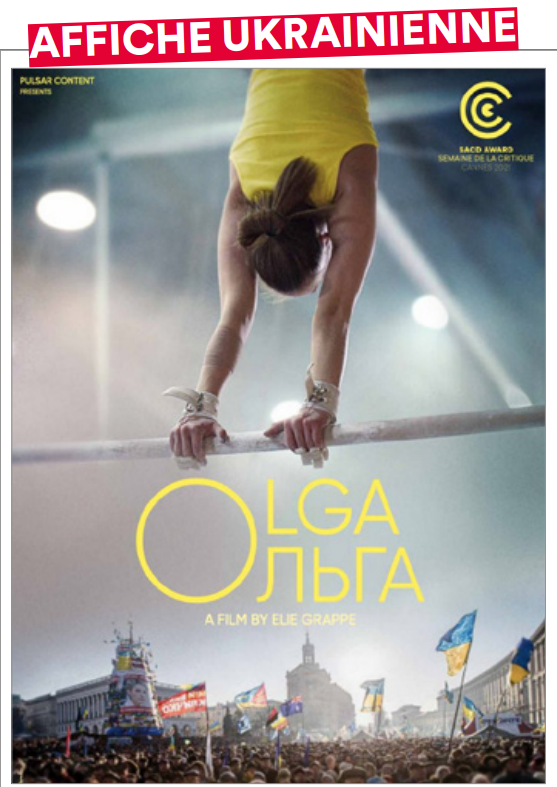 AFFICHE UKRAINIENNE
PULSAR CONTENT
PRESENTS
SACD AWARD
SEMAINE DE LA CRITIQUE
CANNES 2021
OLGA
ОЛЬГА
A FILM BY ELIE GRAPPE